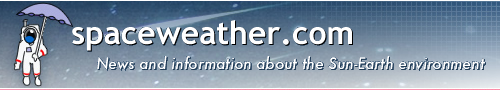 spaceweather.com
News and information about the Sun-Earth environment